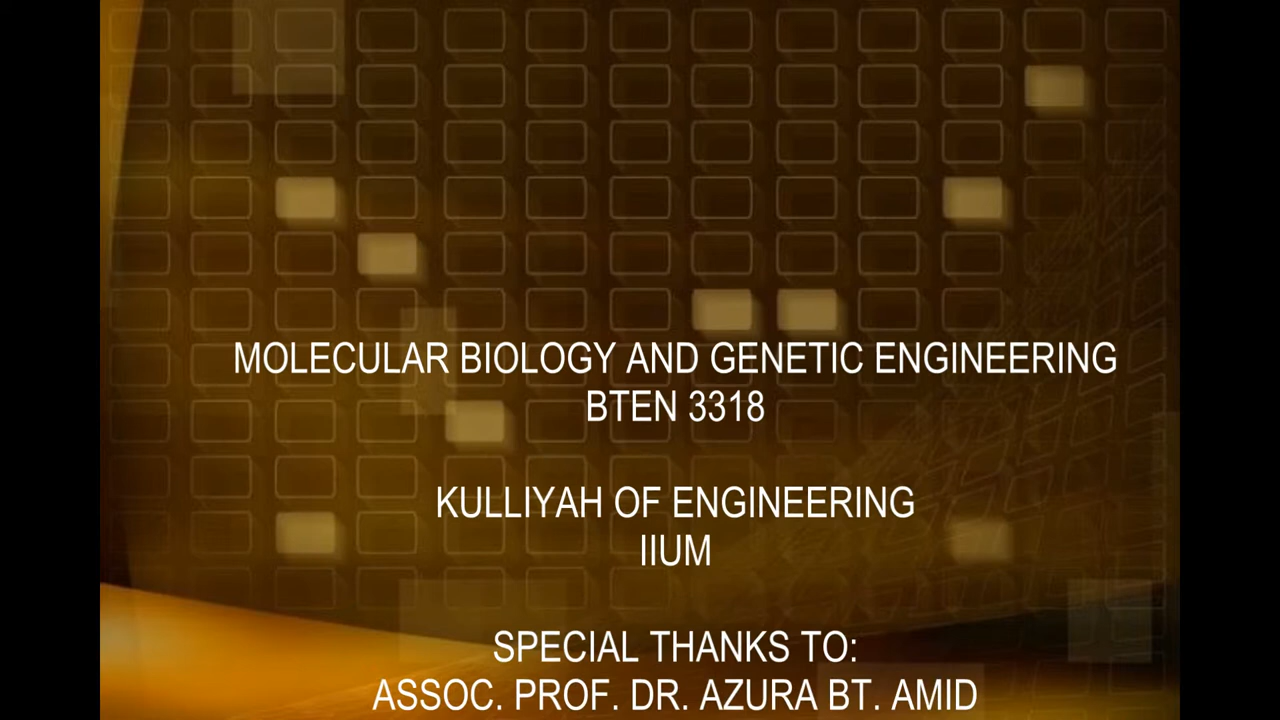 MOLECULAR BIOLOGY AND GENETIC ENGINEERING
BTEN 3318
KULLIYAH OF ENGINEERING
IIUM
SPECIAL THANKS TO:
ASSOC. PROF. DR. AZURA BT. AMID